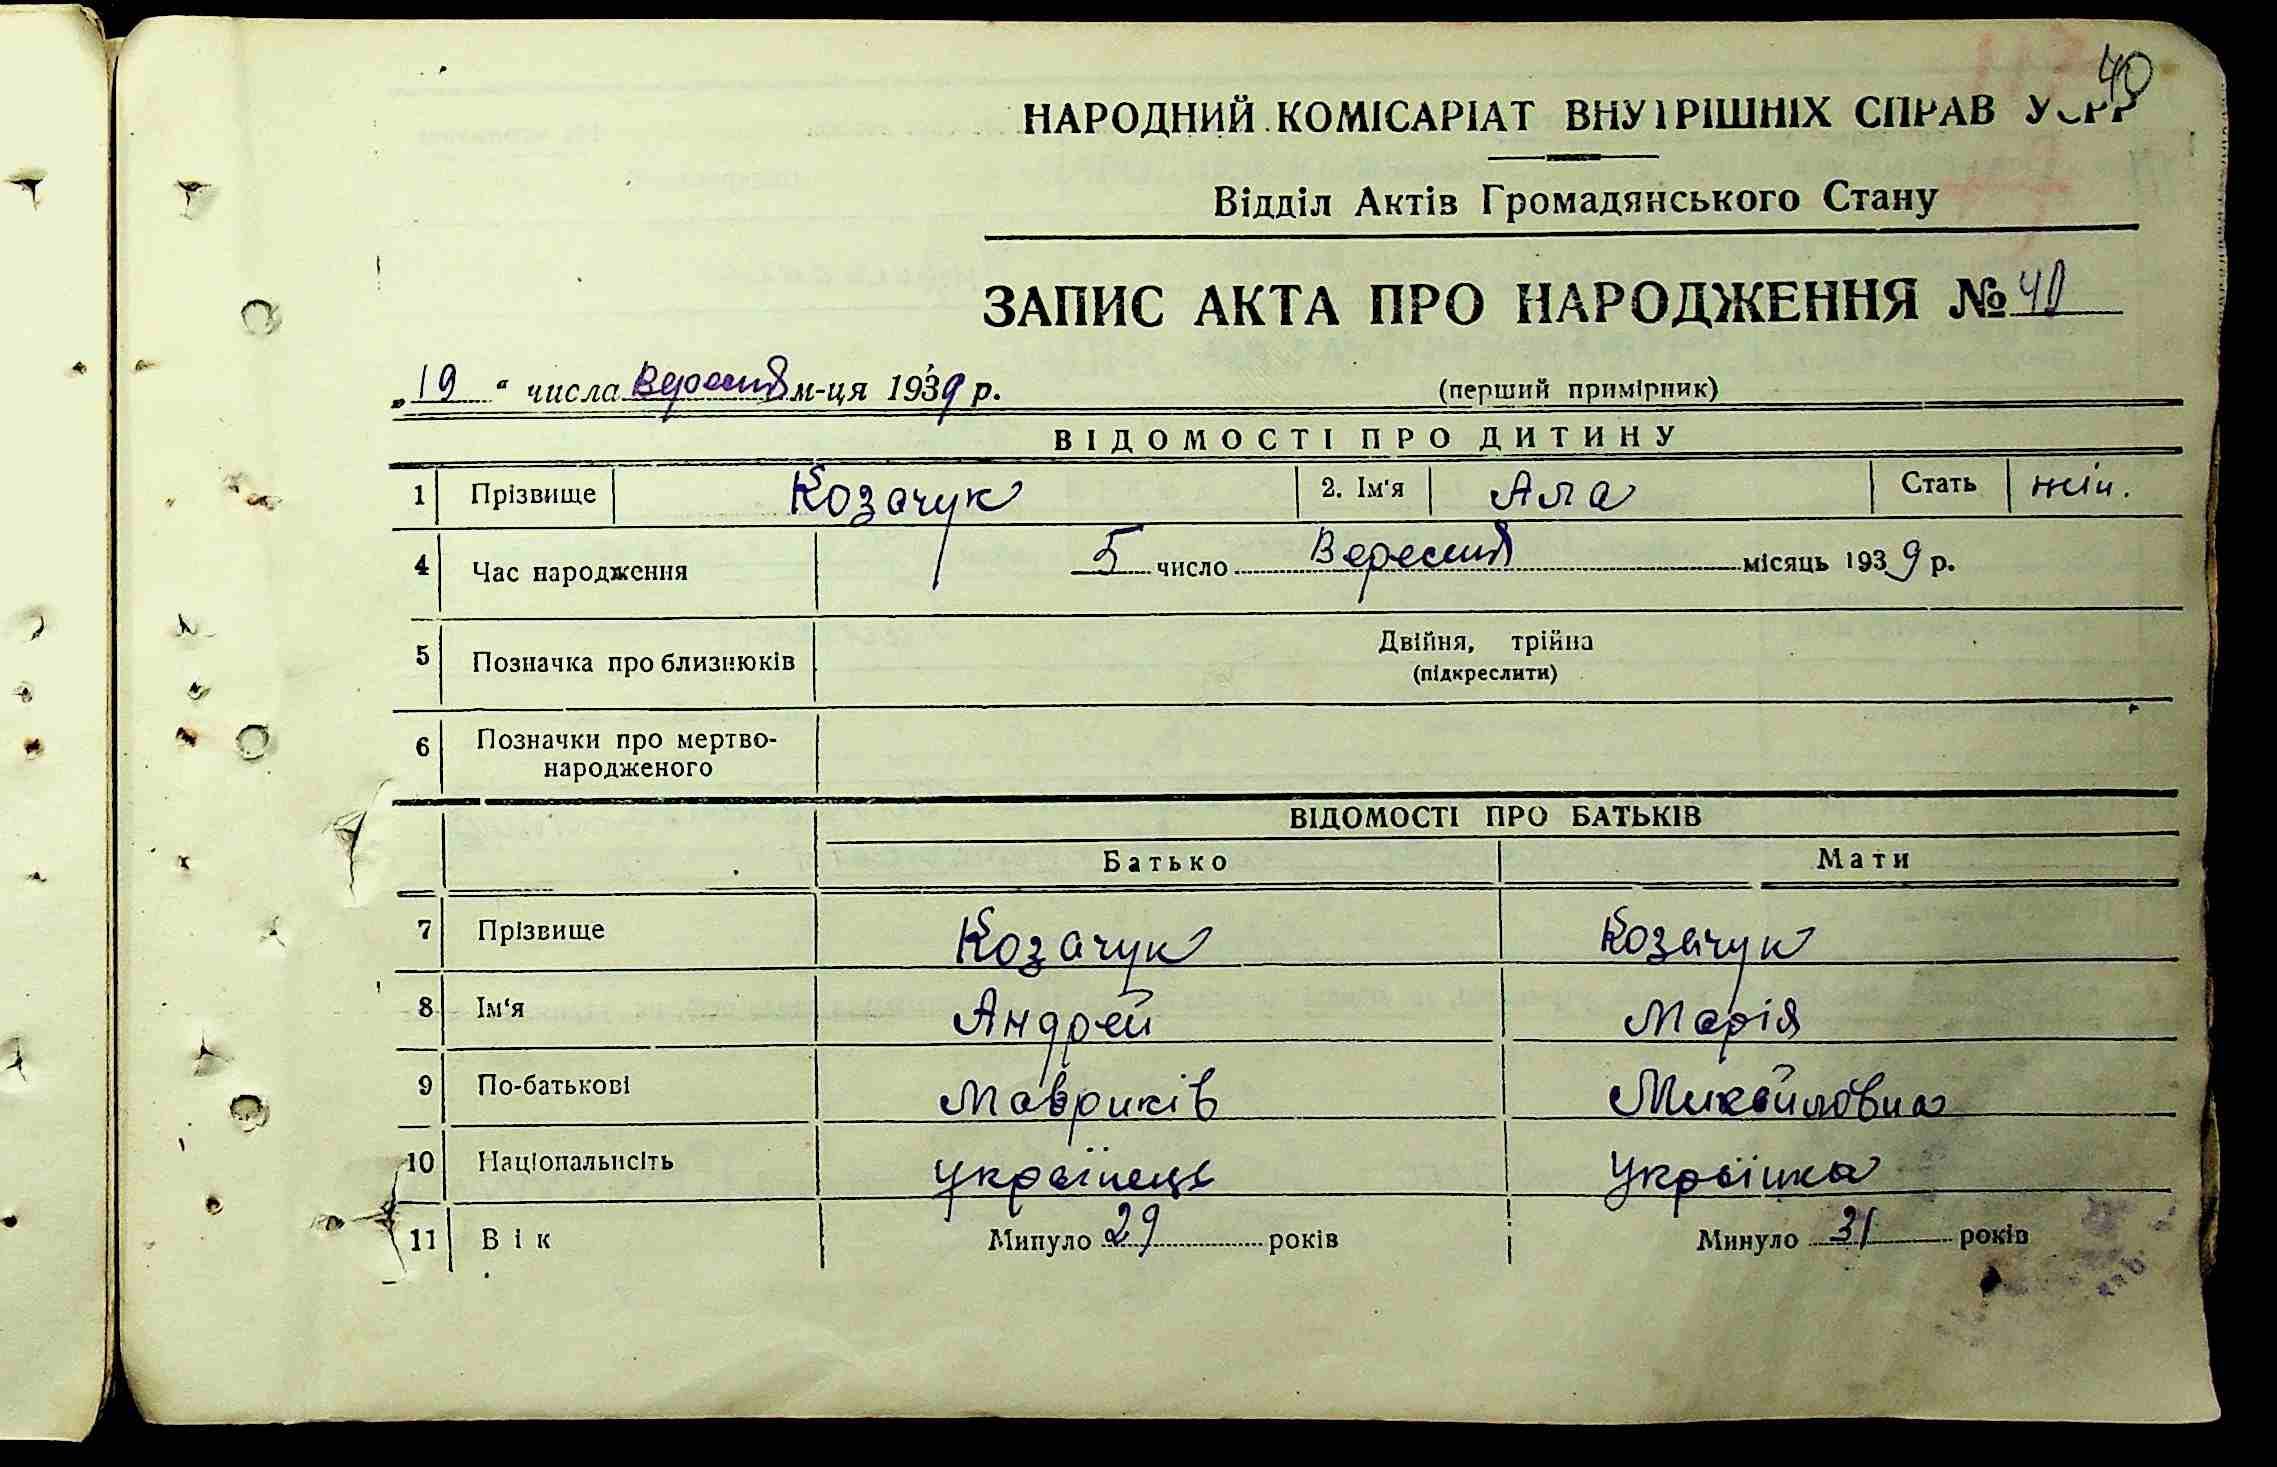 40
НАРОДНИЙ КОМІСАРІАТ ВНУТРІШНІХ СПРАВ УСРР
Відділ Актів Громадянського Стану
ЗАПИС АКТА ПРО НАРОДЖЕННЯ № 40
„19“ числа Вересня м-ця 1939 р.
(перший примірник)
ВІДОМОСТІ ПРО ДИТИНУ
1 Прізвище Козачук 2. Ім'я Ала Стать жін.
4 Час народження 5 число Вересня місяць 1939 р.
5 Позначка про близнюків Двійня, трійна
(підкреслити)
6 Позначки про мертво-
народженого
ВІДОМОСТІ ПРО БАТЬКІВ
Батько Мати
7 Прізвище Козачук Козачук
8 Ім'я Андрей Марія
9 По-батькові Мавриків Михайловна
10 Національність українець Українка
11 Вік Минуло 29 років Минуло 31 років